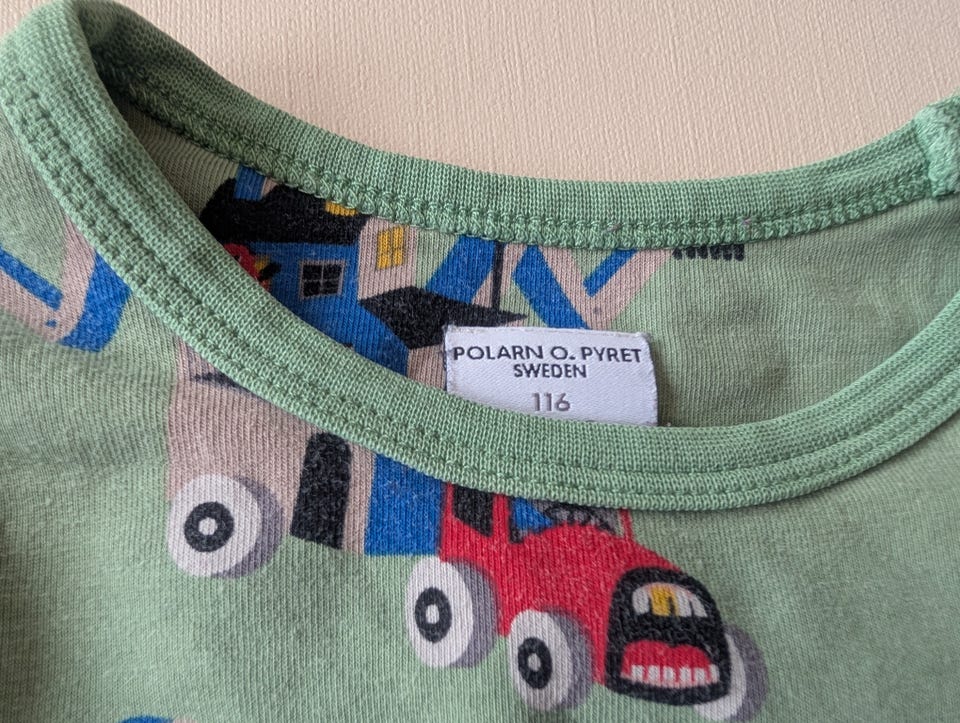 POLARN O. PYRET
SWEDEN
116